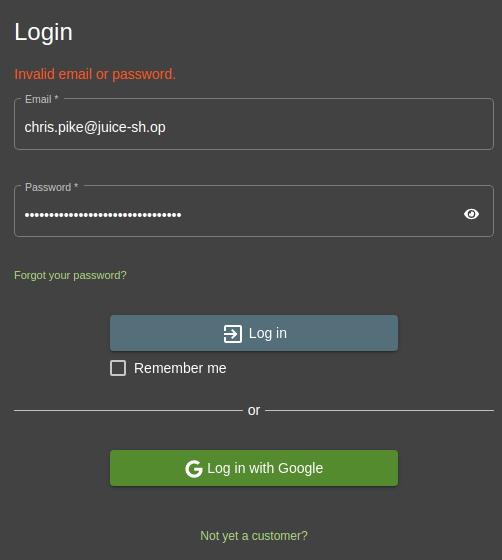 Login
Invalid email or password.
Email *
chris.pike@juice-sh.op
Password *
••••••••••••••••••••••••••••••••
Forgot your password?
Log in
Remember me
or
Log in with Google
Not yet a customer?